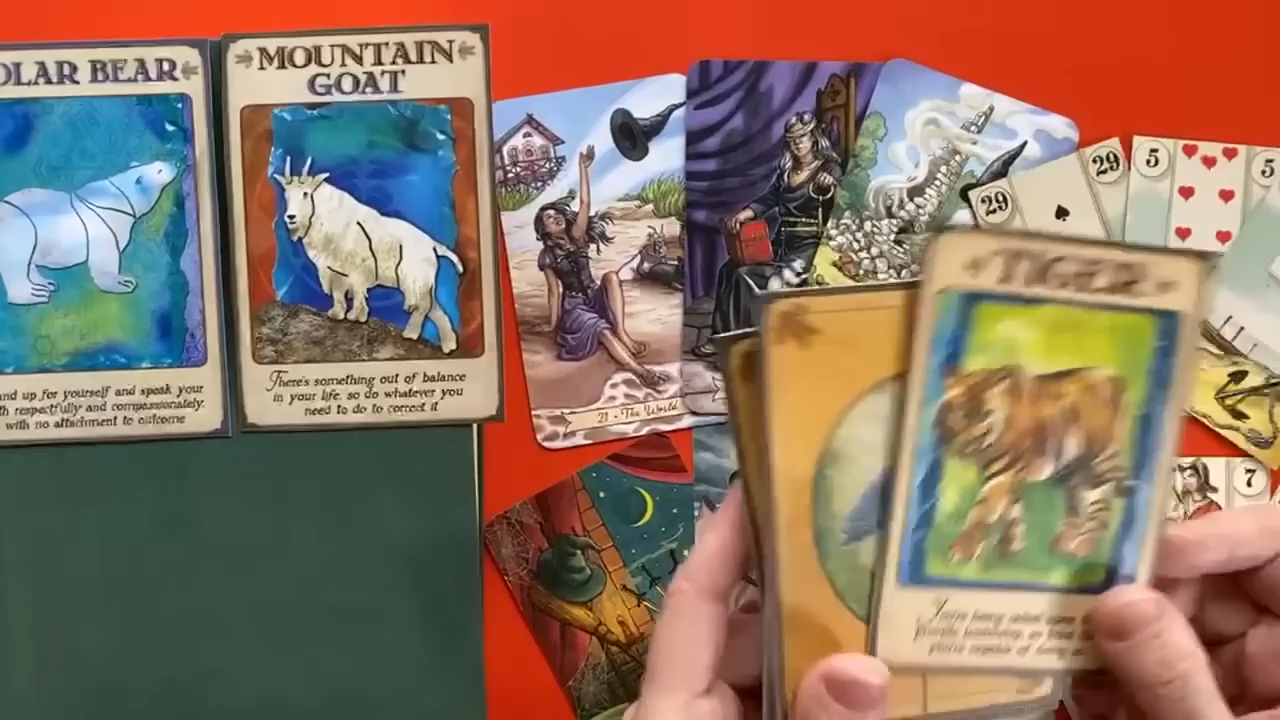 OLAR BEAR
nd up for yourself and speak your
h respectfully and compassionately.
with no attachment to outcome
MOUNTAIN
GOAT
There's something out of balance
in your life, so do whatever you
need to do to correct it
21 - The World
29
29
5
5
TIGER
7